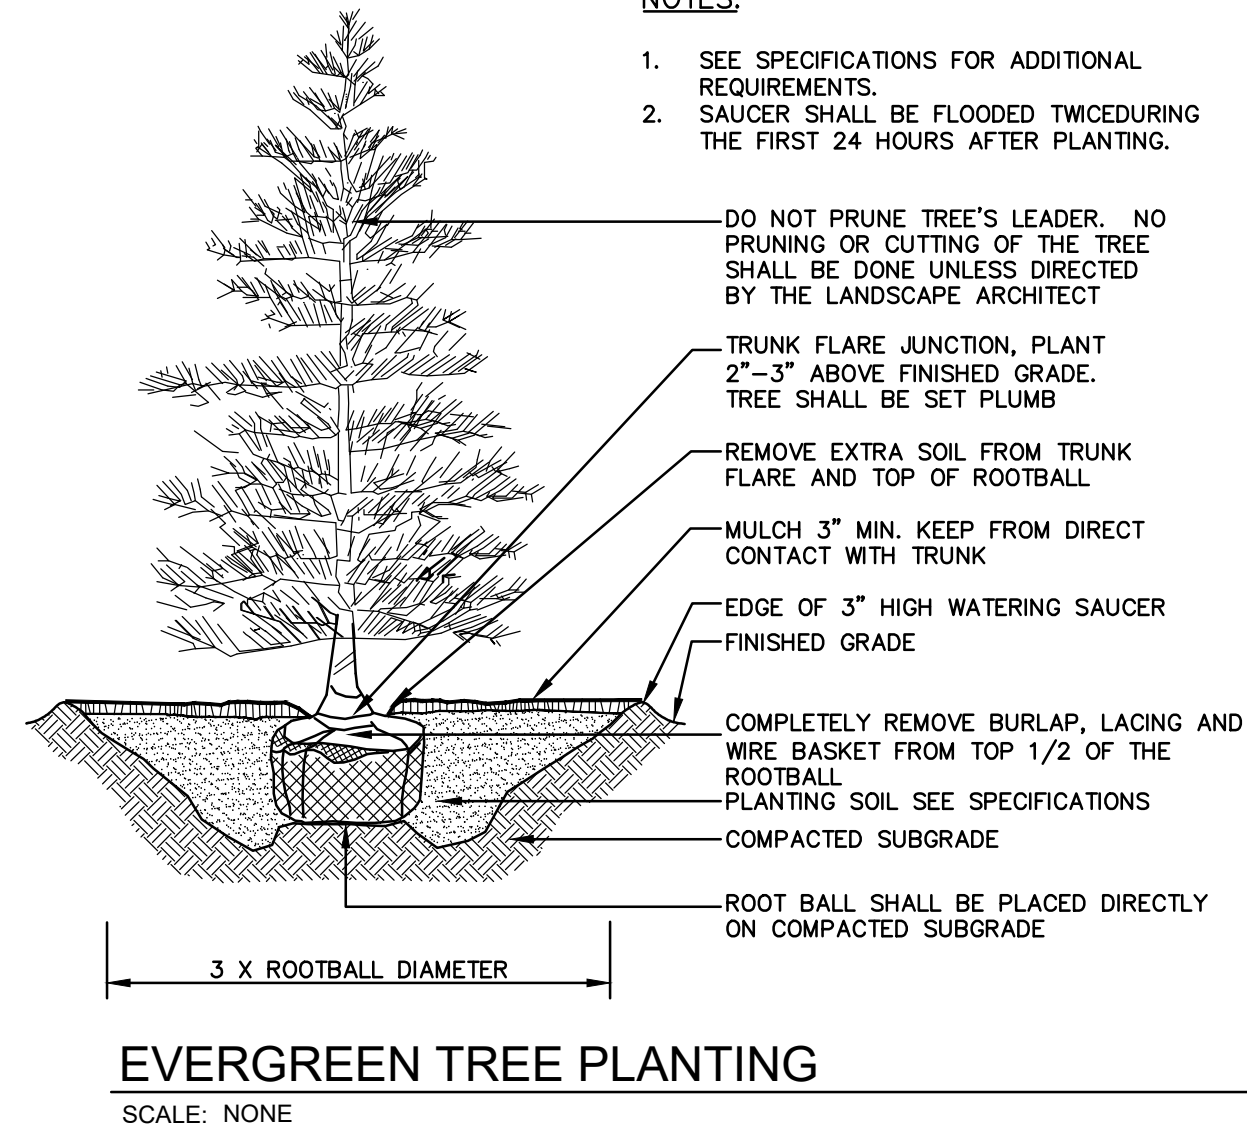 NOTES:
1. SEE SPECIFICATIONS FOR ADDITIONAL
REQUIREMENTS.
2. SAUCER SHALL BE FLOODED TWICEDURING
THE FIRST 24 HOURS AFTER PLANTING.
DO NOT PRUNE TREE'S LEADER. NO
PRUNING OR CUTTING OF THE TREE
SHALL BE DONE UNLESS DIRECTED
BY THE LANDSCAPE ARCHITECT
TRUNK FLARE JUNCTION, PLANT
2"-3" ABOVE FINISHED GRADE.
TREE SHALL BE SET PLUMB
REMOVE EXTRA SOIL FROM TRUNK
FLARE AND TOP OF ROOTBALL
MULCH 3" MIN. KEEP FROM DIRECT
CONTACT WITH TRUNK
EDGE OF 3" HIGH WATERING SAUCER
FINISHED GRADE
COMPLETELY REMOVE BURLAP, LACING AND
WIRE BASKET FROM TOP 1/2 OF THE
ROOTBALL
PLANTING SOIL SEE SPECIFICATIONS
COMPACTED SUBGRADE
ROOT BALL SHALL BE PLACED DIRECTLY
ON COMPACTED SUBGRADE
3 X ROOTBALL DIAMETER
EVERGREEN TREE PLANTING
SCALE: NONE